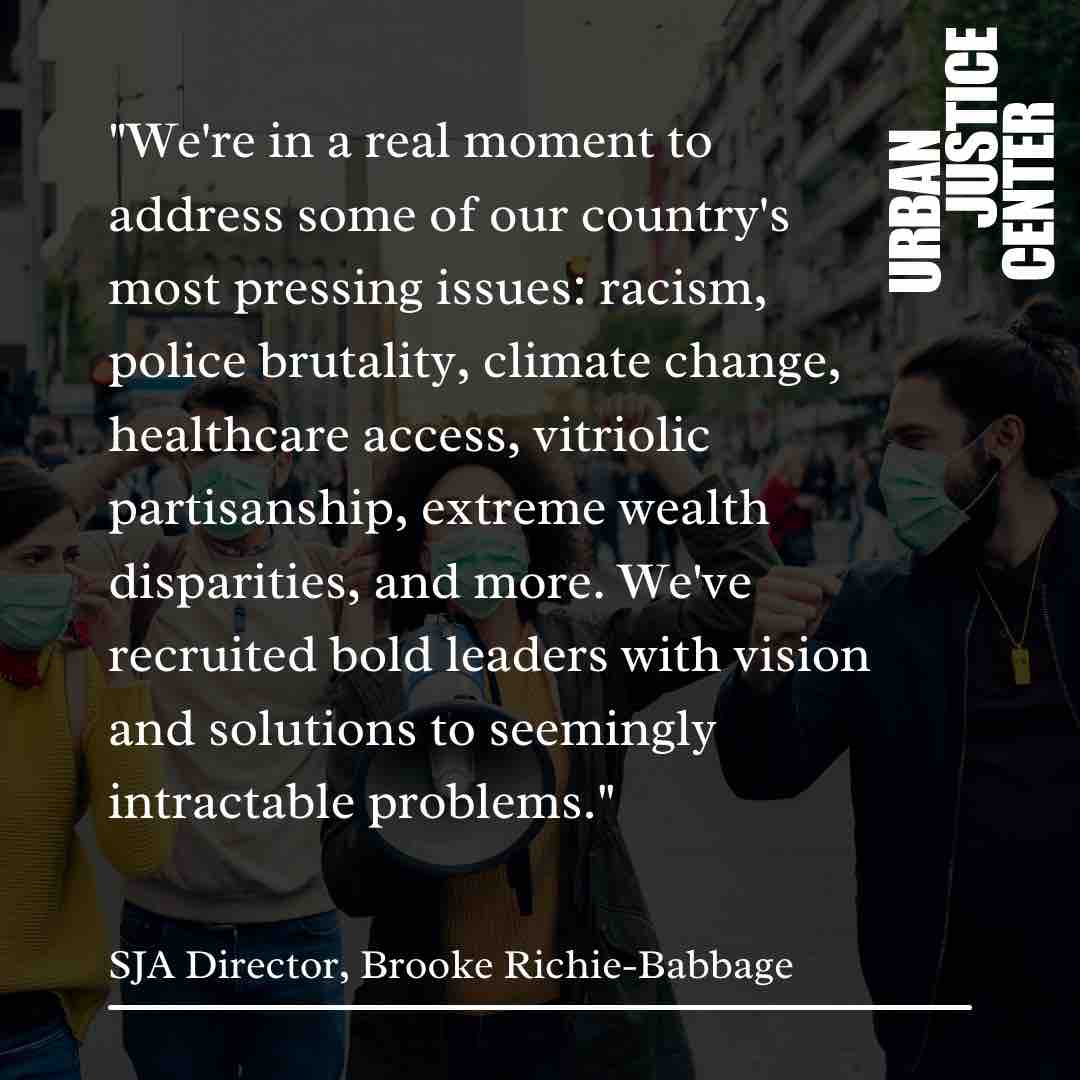 "We're in a real moment to
address some of our country's
most pressing issues: racism,
police brutality, climate change,
healthcare access, vitriolic
partisanship, extreme wealth
disparities, and more. We've
recruited bold leaders with vision
and solutions to seemingly
intractable problems."
SJA Director, Brooke Richie-Babbage
URBAN
JUSTICE
CENTER